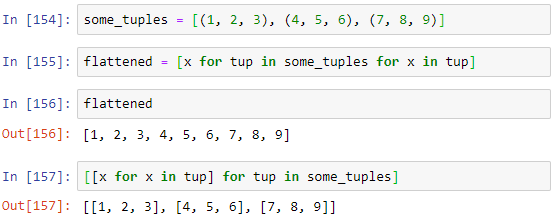 In [154]: some_tuples = [(1, 2, 3), (4, 5, 6), (7, 8, 9)]
In [155]: flattened = [x for tup in some_tuples for x in tup]
In [156]: flattened
Out[156]: [1, 2, 3, 4, 5, 6, 7, 8, 9]
In [157]: [[x for x in tup] for tup in some_tuples]
Out[157]: [[1, 2, 3], [4, 5, 6], [7, 8, 9]]